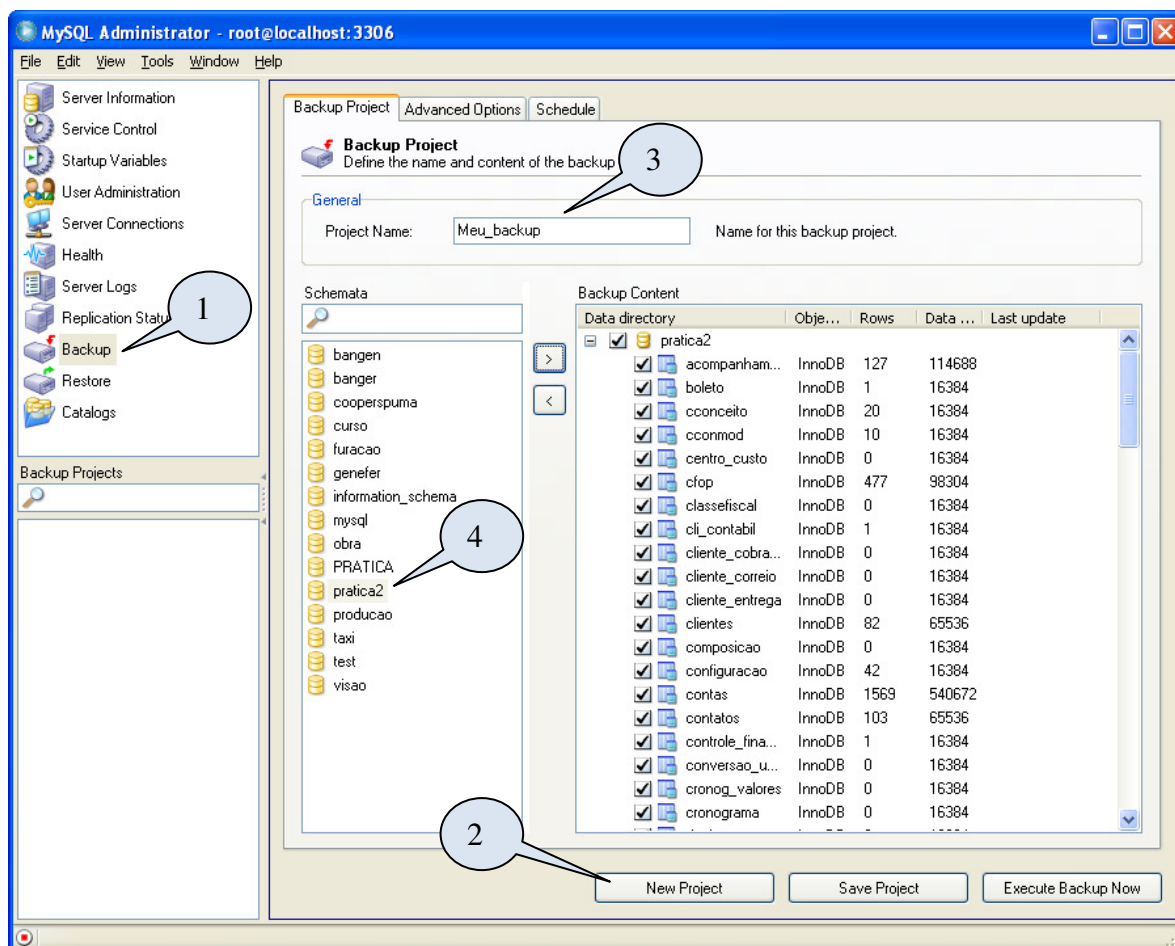 MySQL Administrator - root@localhost:3306
File Edit View Tools Window Help
Server Information
Service Control
Startup Variables
User Administration
Server Connections
Health
Server Logs
Replication Statu
Backup
Restore
Catalogs
1
Backup Projects
Backup Project Advanced Options Schedule
Backup Project
Define the name and content of the backup
3
General
Project Name: Meu_backup Name for this backup project.
Schemata
bangen
banger
cooperspuma
curso
furacao
genefer
information_schema
mysql
obra
PRATICA
pratica2
producao
taxi
test
visao
4
> 
<
Backup Content
Data directory Obje... Rows Data ... Last update
pratica2
acompanham... InnoDB 127 114688
boleto InnoDB 1 16384
cconceito InnoDB 20 16384
cconmod InnoDB 10 16384
centro_custo InnoDB 0 16384
cfop InnoDB 477 98304
classefiscal InnoDB 0 16384
cli_contabil InnoDB 1 16384
cliente_cobra... InnoDB 0 16384
cliente_correio InnoDB 0 16384
cliente_entrega InnoDB 0 16384
clientes InnoDB 82 65536
composicao InnoDB 0 16384
configuracao InnoDB 42 16384
contas InnoDB 1569 540672
contatos InnoDB 103 65536
controle_fina... InnoDB 1 16384
conversao_u... InnoDB 0 16384
cronog_valores InnoDB 0 16384
cronograma InnoDB 0 16384
2
New Project Save Project Execute Backup Now